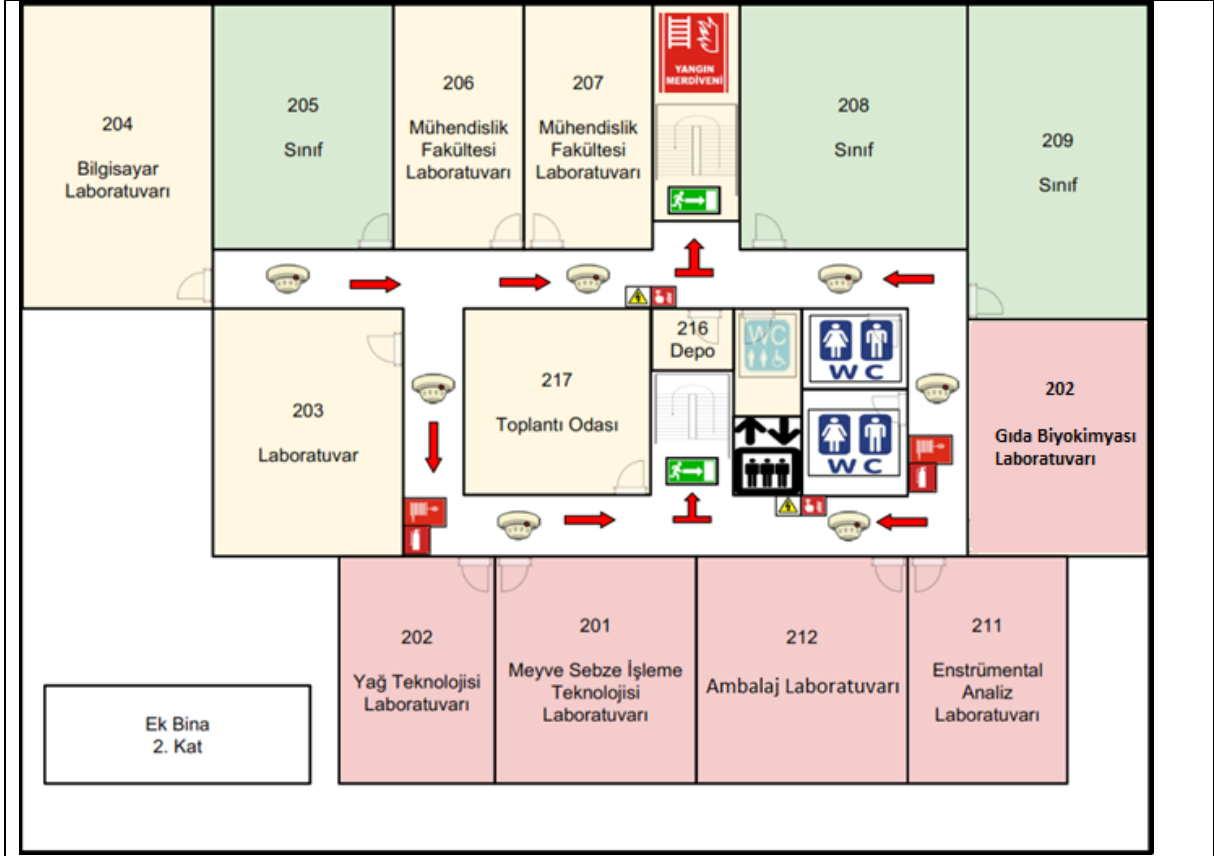 204
Bilgisayar
Laboratuvarı
205
Sınıf
206
Mühendislik
Fakültesi
Laboratuvarı
207
Mühendislik
Fakültesi
Laboratuvarı
YANGIN
MERDİVENİ
208
Sınıf
209
Sınıf
203
Laboratuvar
217
Toplantı Odası
216
Depo
WC
WC
WC
202
Gıda Biyokimyası
Laboratuvarı
202
Yağ Teknolojisi
Laboratuvarı
201
Meyve Sebze İşleme
Teknolojisi
Laboratuvarı
212
Ambalaj Laboratuvarı
211
Enstrümental
Analiz
Laboratuvarı
Ek Bina
2. Kat